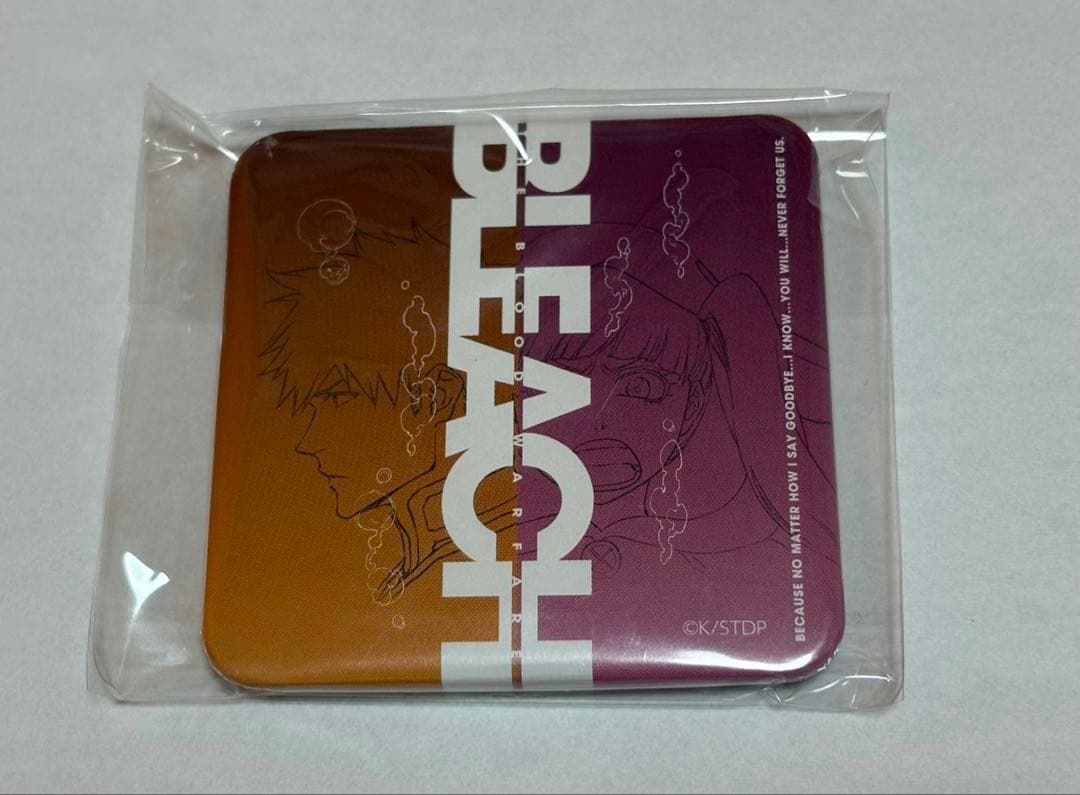 BLEACH
THE BLOOD WARFARE
BECAUSE NO MATTER HOW I SAY GOODBYE...I KNOW...YOU WILL...NEVER FORGET US.
©K/STDP